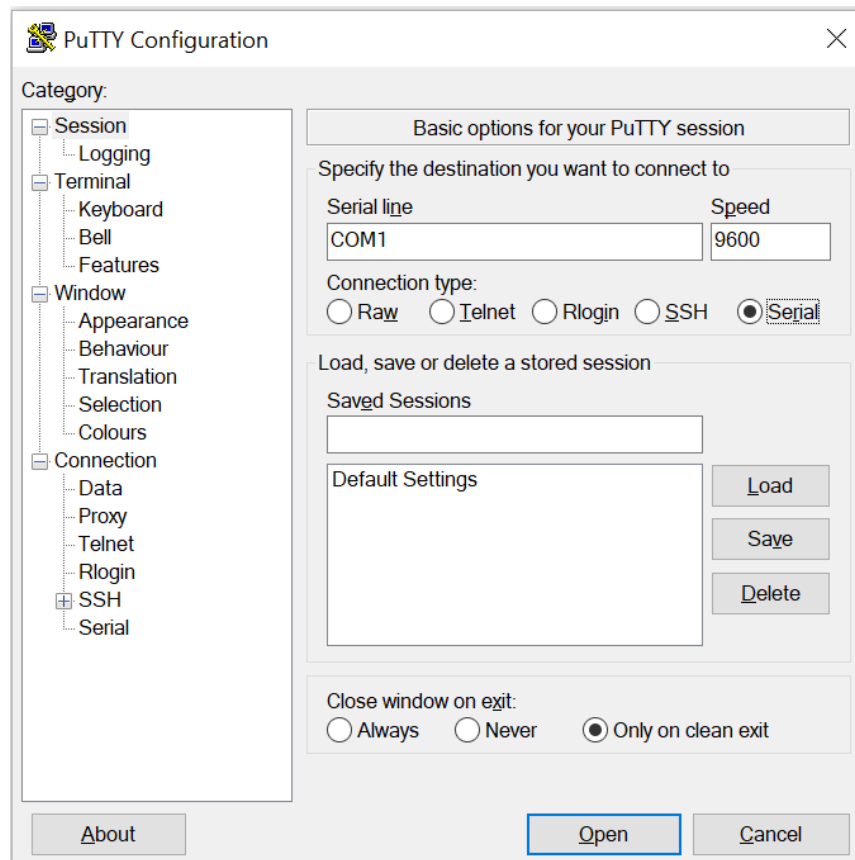 PuTTY Configuration
Category:
Session
Logging
Terminal
Keyboard
Bell
Features
Window
Appearance
Behaviour
Translation
Selection
Colours
Connection
Data
Proxy
Telnet
Rlogin
SSH
Serial
Basic options for your PuTTY session
Specify the destination you want to connect to
Serial line Speed
COM1 9600
Connection type:
Raw Telnet Rlogin SSH Serial
Load, save or delete a stored session
Saved Sessions
Default Settings
Load
Save
Delete
Close window on exit:
Always Never Only on clean exit
About Open Cancel